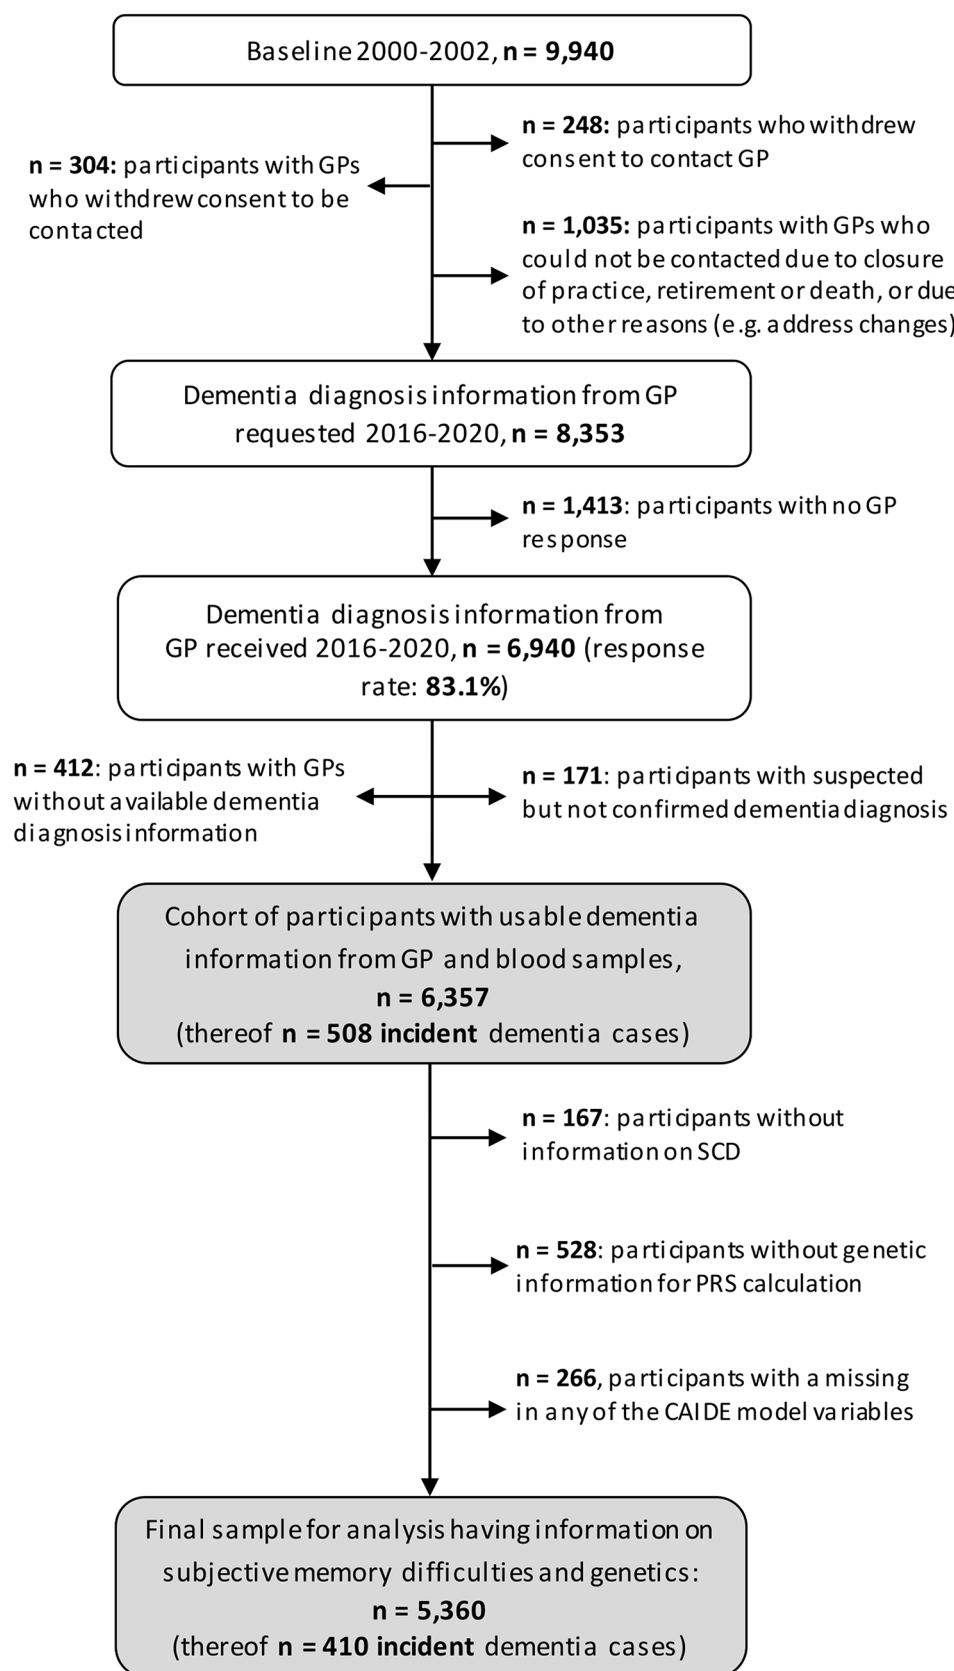 Baseline 2000-2002, n = 9,940
n = 248: participants who withdrew
consent to contact GP
n = 304: participants with GPs
who withdrew consent to be
contacted
n = 1,035: participants with GPs who
could not be contacted due to closure
of practice, retirement or death, or due
to other reasons (e.g. address changes)
Dementia diagnosis information from GP
requested 2016-2020, n = 8,353
n = 1,413: participants with no GP
response
Dementia diagnosis information from
GP received 2016-2020, n = 6,940 (response
rate: 83.1%)
n = 412: participants with GPs
without available dementia
diagnosis information
n = 171: participants with suspected
but not confirmed dementia diagnosis
Cohort of participants with usable dementia
information from GP and blood samples,
n = 6,357
(thereof n = 508 incident dementia cases)
n = 167: participants without
information on SCD
n = 528: participants without genetic
information for PRS calculation
n = 266, participants with a missing
in any of the CAIDE model variables
Final sample for analysis having information on
subjective memory difficulties and genetics:
n = 5,360
(thereof n = 410 incident dementia cases)